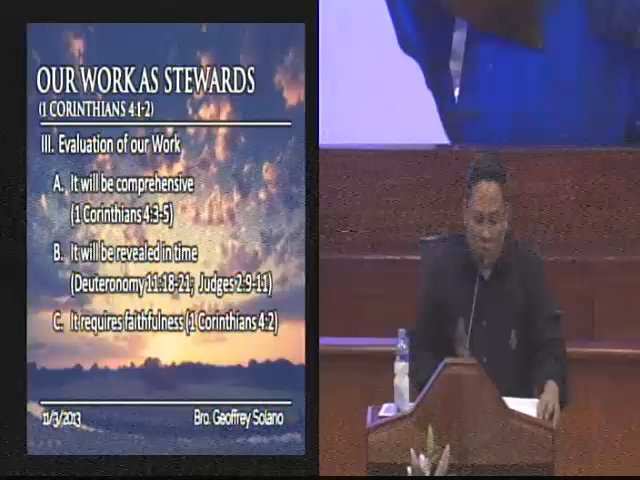 OUR WORK AS STEWARDS
(1 CORINTHIANS 4:1-2)
III. Evaluation of our Work
A. It will be comprehensive
(1 Corinthians 4:3-5)
B. It will be revealed in time
(Deuteronomy 11:18-21; Judges 2:9-11)
C. It requires faithfulness (1 Corinthians 4:2)
11/3/2013
Bro. Geoffrey Solano